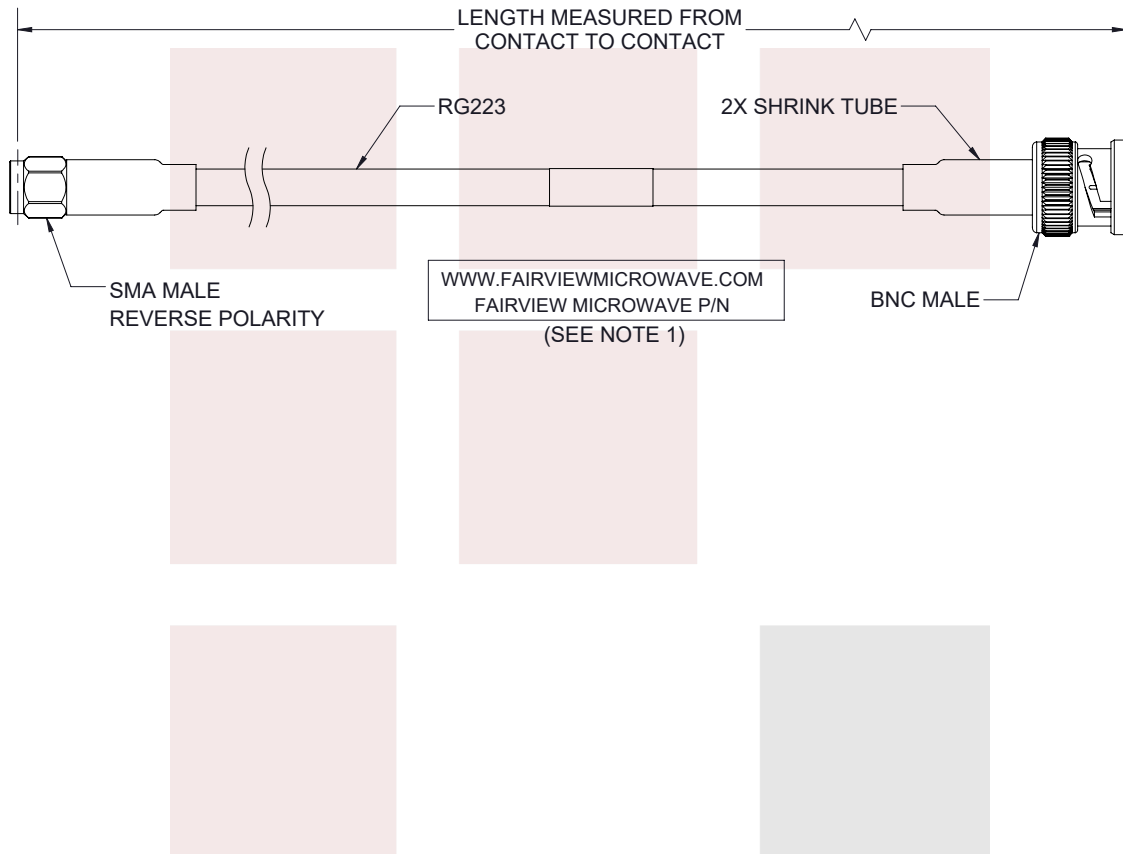 LENGTH MEASURED FROM
CONTACT TO CONTACT
RG223
2X SHRINK TUBE
SMA MALE
REVERSE POLARITY
WWW.FAIRVIEWMICROWAVE.COM
FAIRVIEW MICROWAVE P/N
(SEE NOTE 1)
BNC MALE